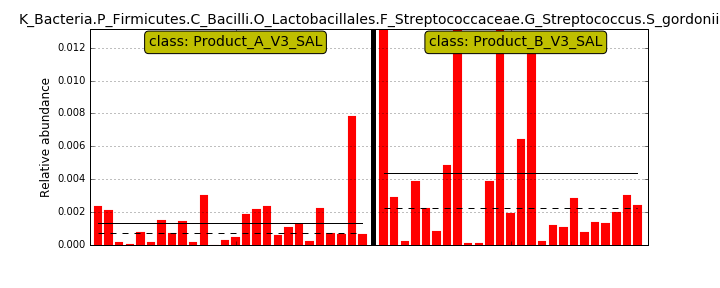 K_Bacteria.P_Firmicutes.C_Bacilli.O_Lactobacillales.F_Streptococcaceae.G_Streptococcus.S_gordonii
class: Product_A_V3_SAL
class: Product_B_V3_SAL
Relative abundance
0.012
0.010
0.008
0.006
0.004
0.002
0.000